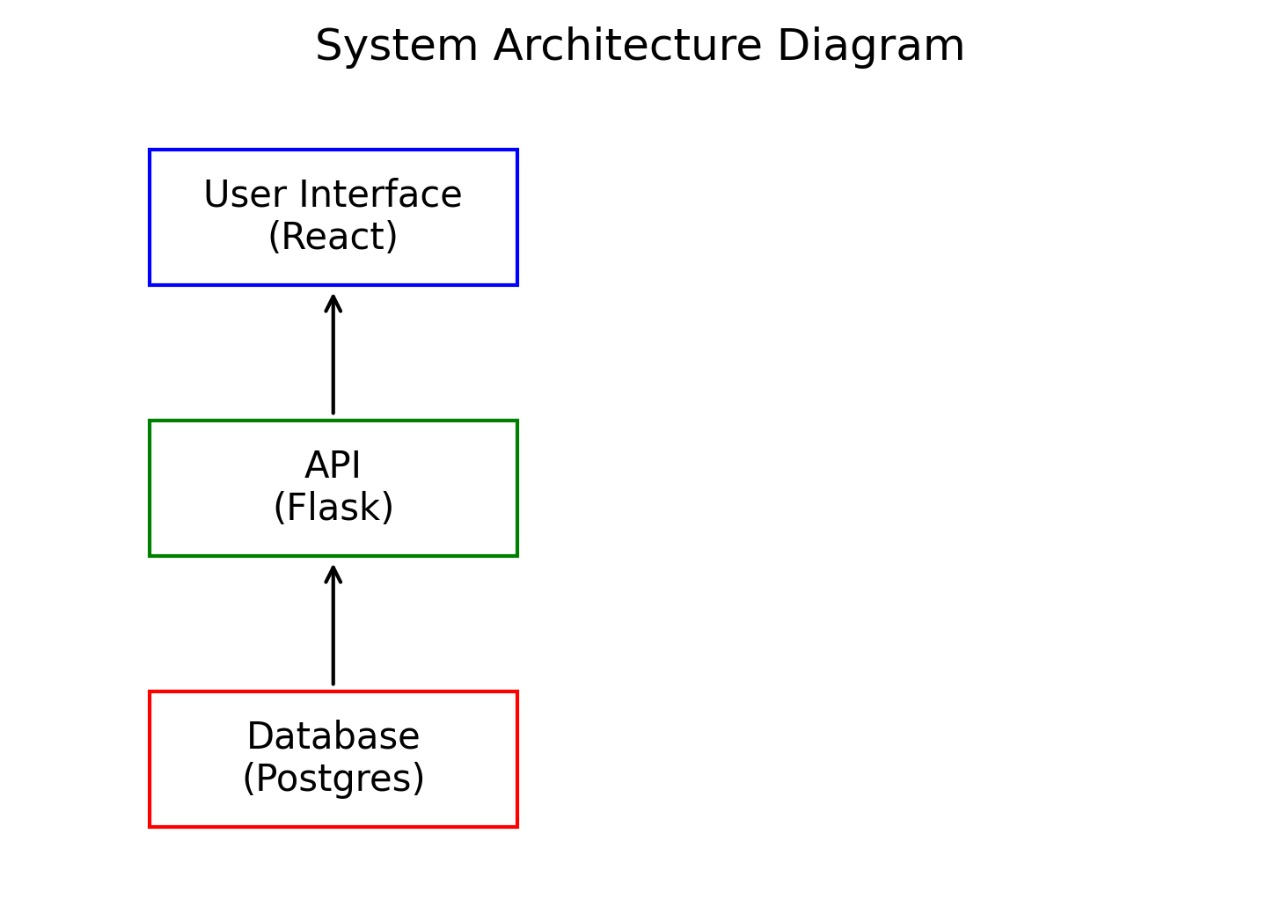 System Architecture Diagram
User Interface
(React)
API
(Flask)
Database
(Postgres)